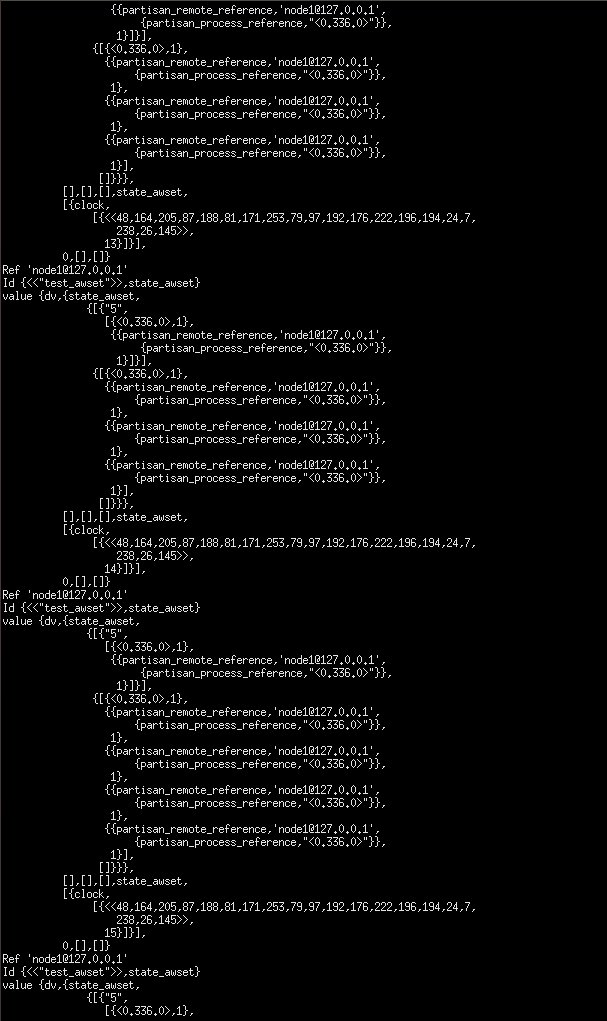 {{partisan_remote_reference,'node1@127.0.0.1',
{partisan_process_reference,"<0.336.0>"}},
1}]}],
{[{<0.336.0>,1},
{{partisan_remote_reference,'node1@127.0.0.1',
{partisan_process_reference,"<0.336.0>"}},
1},
{{partisan_remote_reference,'node1@127.0.0.1',
{partisan_process_reference,"<0.336.0>"}},
1},
{{partisan_remote_reference,'node1@127.0.0.1',
{partisan_process_reference,"<0.336.0>"}},
1}],
[]}}},
[],[],[],state_awset,
[{clock,
[{<<48,164,205,87,188,81,171,253,79,97,192,176,222,196,194,24,7,
238,26,145>>,
13}]}],
0,[],[]}
Ref 'node1@127.0.0.1'
Id {<<"test_awset">>,state_awset}
value {dv,{state_awset,
{[{"5",
[{<0.336.0>,1},
{{partisan_remote_reference,'node1@127.0.0.1',
{partisan_process_reference,"<0.336.0>"}},
1}]}],
{[{<0.336.0>,1},
{{partisan_remote_reference,'node1@127.0.0.1',
{partisan_process_reference,"<0.336.0>"}},
1},
{{partisan_remote_reference,'node1@127.0.0.1',
{partisan_process_reference,"<0.336.0>"}},
1},
{{partisan_remote_reference,'node1@127.0.0.1',
{partisan_process_reference,"<0.336.0>"}},
1}],
[]}}},
[],[],[],state_awset,
[{clock,
[{<<48,164,205,87,188,81,171,253,79,97,192,176,222,196,194,24,7,
238,26,145>>,
14}]}],
0,[],[]}
Ref 'node1@127.0.0.1'
Id {<<"test_awset">>,state_awset}
value {dv,{state_awset,
{[{"5",
[{<0.336.0>,1},
{{partisan_remote_reference,'node1@127.0.0.1',
{partisan_process_reference,"<0.336.0>"}},
1}]}],
{[{<0.336.0>,1},
{{partisan_remote_reference,'node1@127.0.0.1',
{partisan_process_reference,"<0.336.0>"}},
1},
{{partisan_remote_reference,'node1@127.0.0.1',
{partisan_process_reference,"<0.336.0>"}},
1},
{{partisan_remote_reference,'node1@127.0.0.1',
{partisan_process_reference,"<0.336.0>"}},
1},
{{partisan_remote_reference,'node1@127.0.0.1',
{partisan_process_reference,"<0.336.0>"}},
1}],
[]}}},
[],[],[],state_awset,
[{clock,
[{<<48,164,205,87,188,81,171,253,79,97,192,176,222,196,194,24,7,
238,26,145>>,
15}]}],
0,[],[]}
Ref 'node1@127.0.0.1'
Id {<<"test_awset">>,state_awset}
value {dv,{state_awset,
{[{"5",
[{<0.336.0>,1},